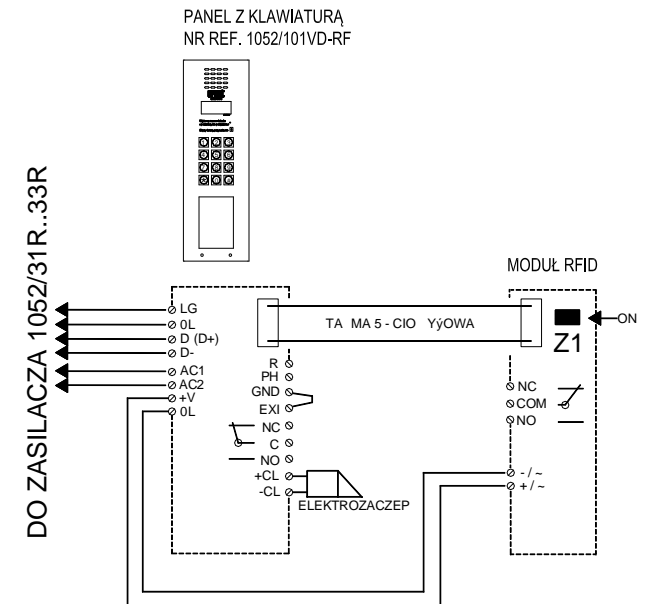 PANEL Z KLAWIATURĄ
NR REF. 1052/101VD-RF
DO ZASILACZA 1052/31R..33R
MODUŁ RFID
LG
0L
D (D+)
D-
AC1
AC2
+V
0L
TA MA 5 - CIO YýOWA
ON
Z1
R
PH
GND
EXI
NC
C
NO
+CL
-CL
ELEKTROZACZEP
NC
COM
NO
- / ~
+ / ~